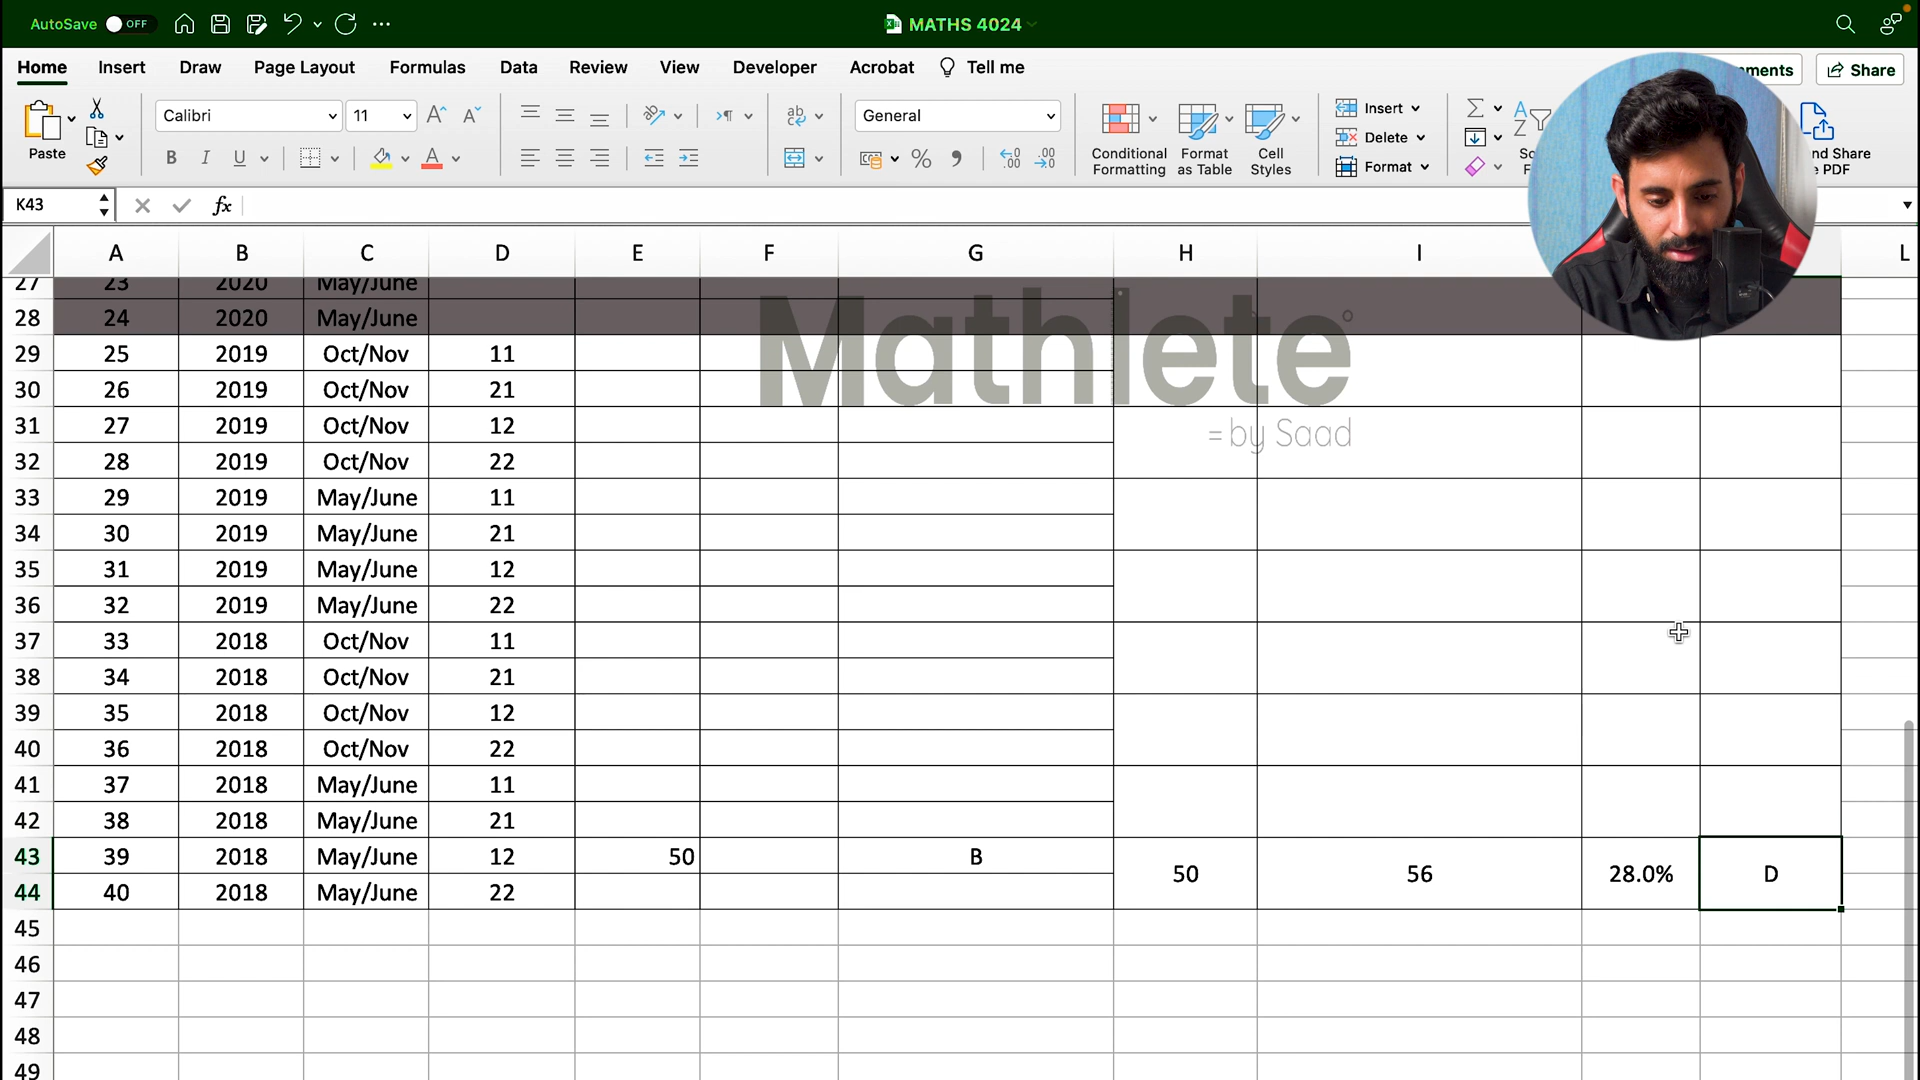 AutoSave OFF
MATHS 4024
Home Insert Draw Page Layout Formulas Data Review View Developer Acrobat Tell me
Share
Paste
Calibri 11
General
Conditional Formatting
Format as Table
Cell Styles
Insert
Delete
Format
K43 fx
A B C D E F G H I L
27 23 2020 May/June
28 24 2020 May/June
29 25 2019 Oct/Nov 11
30 26 2019 Oct/Nov 21
31 27 2019 Oct/Nov 12
32 28 2019 Oct/Nov 22
33 29 2019 May/June 11
34 30 2019 May/June 21
35 31 2019 May/June 12
36 32 2019 May/June 22
37 33 2018 Oct/Nov 11
38 34 2018 Oct/Nov 21
39 35 2018 Oct/Nov 12
40 36 2018 Oct/Nov 22
41 37 2018 May/June 11
42 38 2018 May/June 21
43 39 2018 May/June 12 50 B 50 56 28.0% D
44 40 2018 May/June 22
45
46
47
48
49
Mathlete
= by Saad